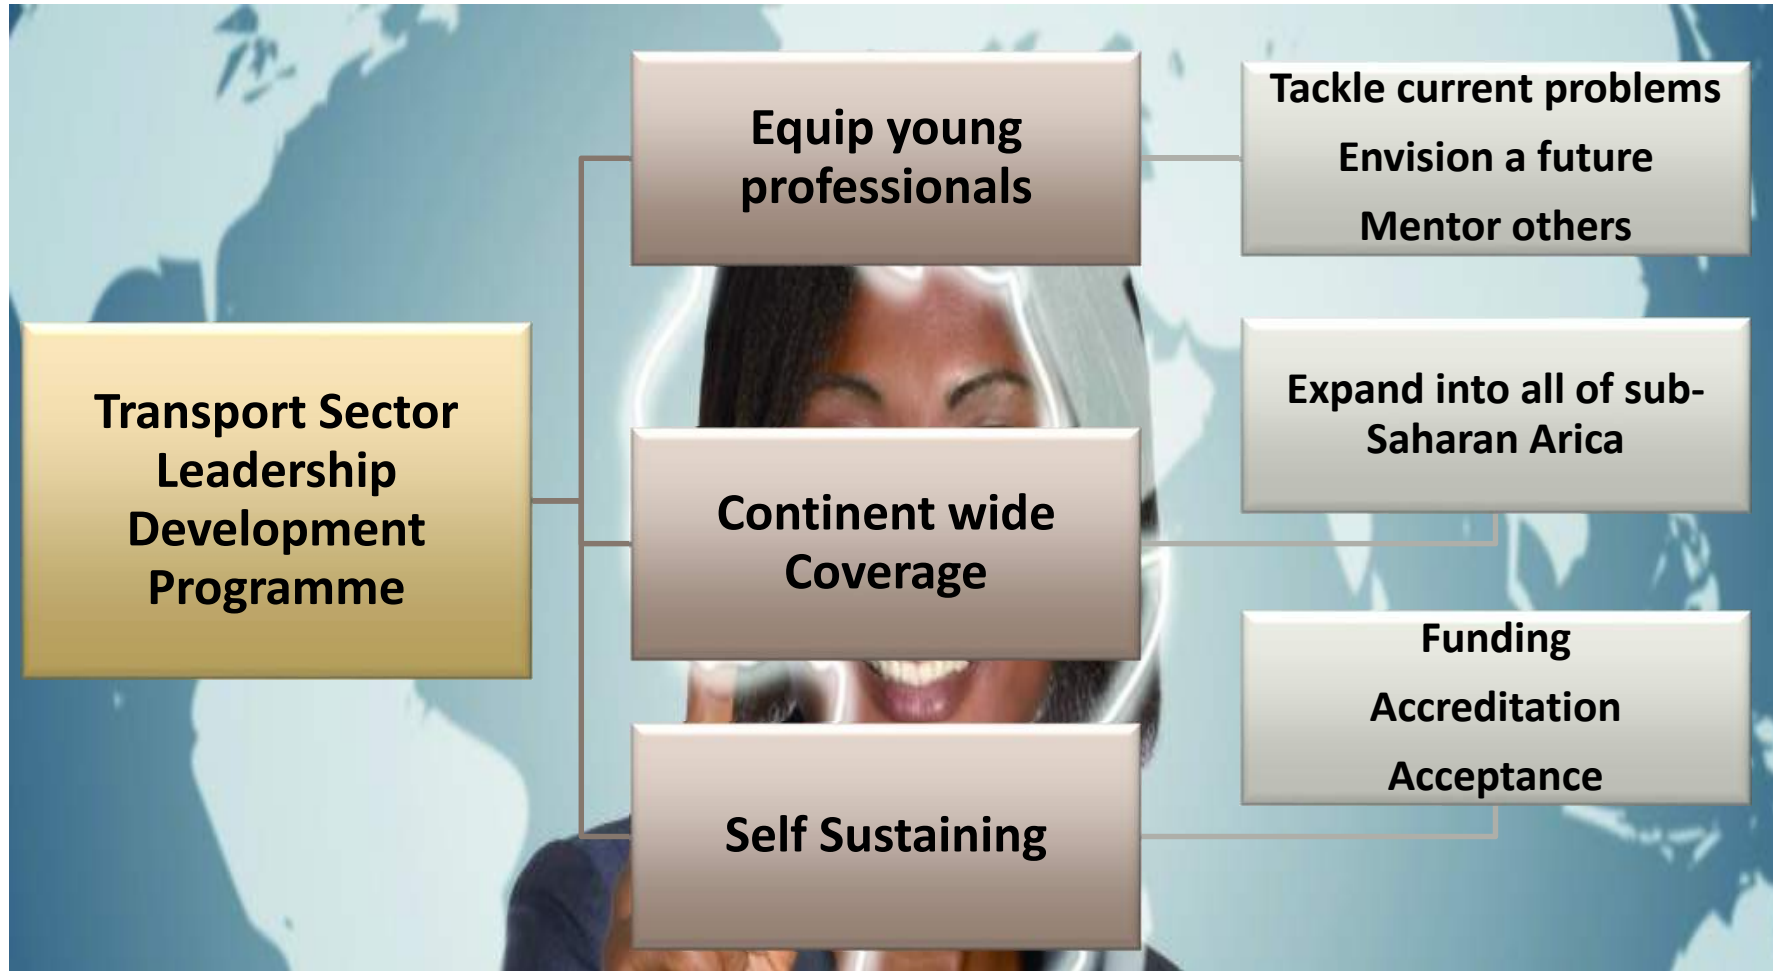 Transport Sector
Leadership
Development
Programme
Equip young
professionals
Tackle current problems
Envision a future
Mentor others
Continent wide
Coverage
Expand into all of sub-
Saharan Arica
Self Sustaining
Funding
Accreditation
Acceptance